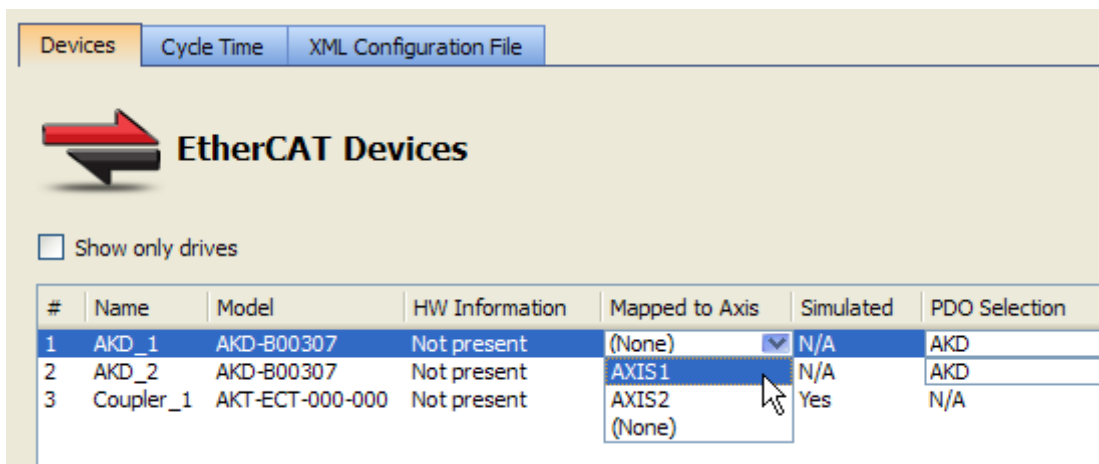 Devices Cycle Time XML Configuration File
EtherCAT Devices
Show only drives
# Name Model HW Information Mapped to Axis Simulated PDO Selection
1 AKD_1 AKD-B00307 Not present (None) N/A AKD
2 AKD_2 AKD-B00307 Not present AXIS1 N/A AKD
3 Coupler_1 AKT-ECT-000-000 Not present AXIS2 Yes N/A
(None)